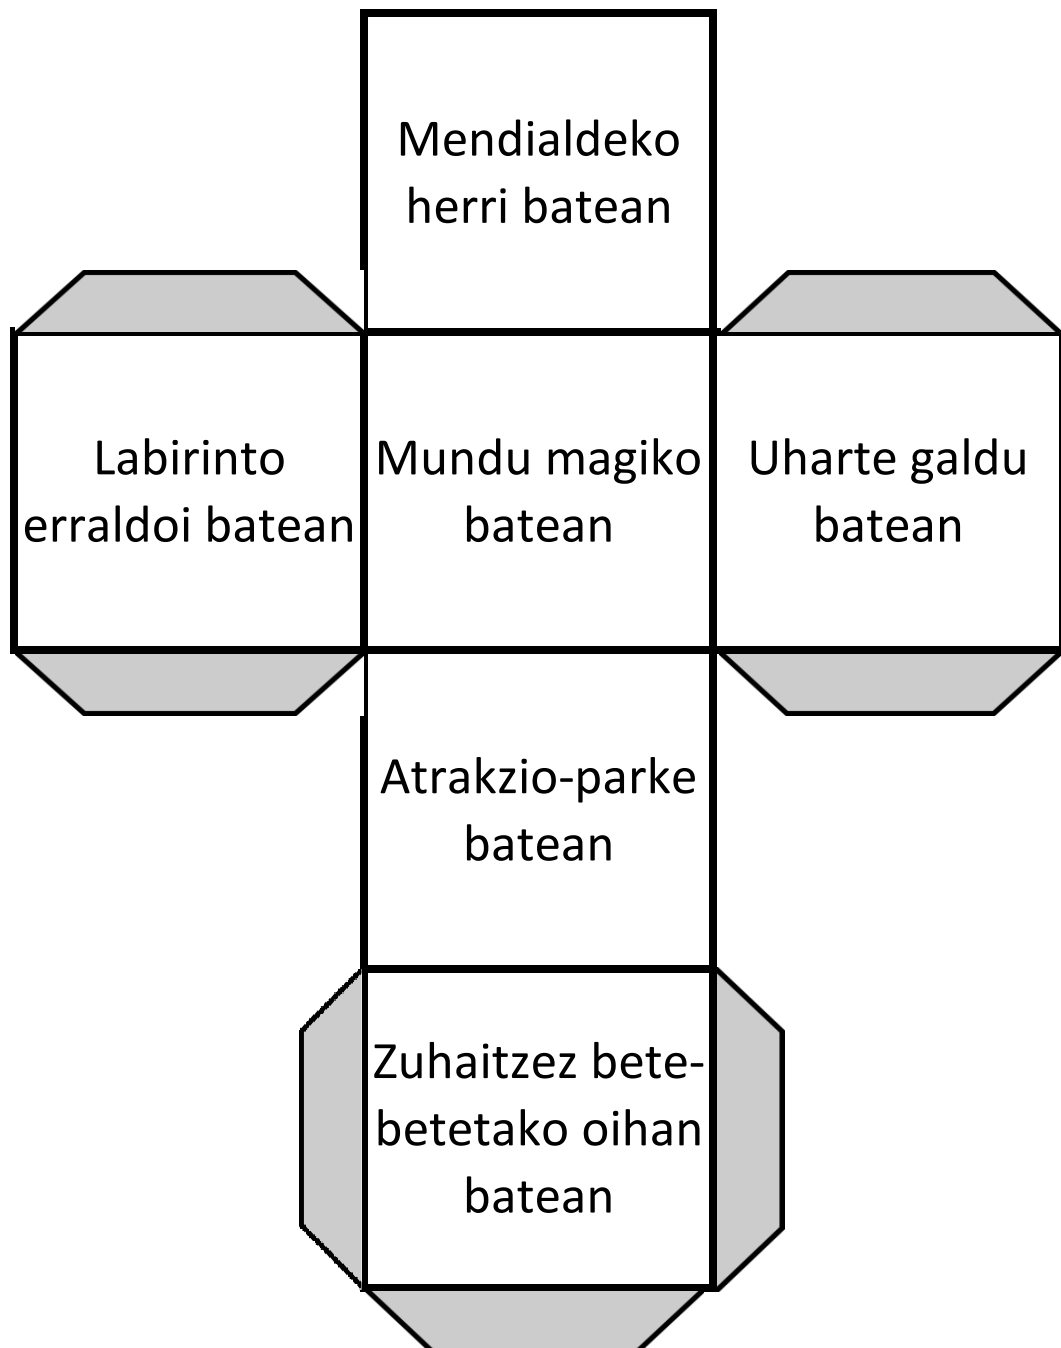 Mendialdeko
herri batean
Labirinto
erraldoi batean
Mundu magiko
batean
Uharte galdu
batean
Atrakzio-parke
batean
Zuhaitzez bete-
betetako oihan
batean